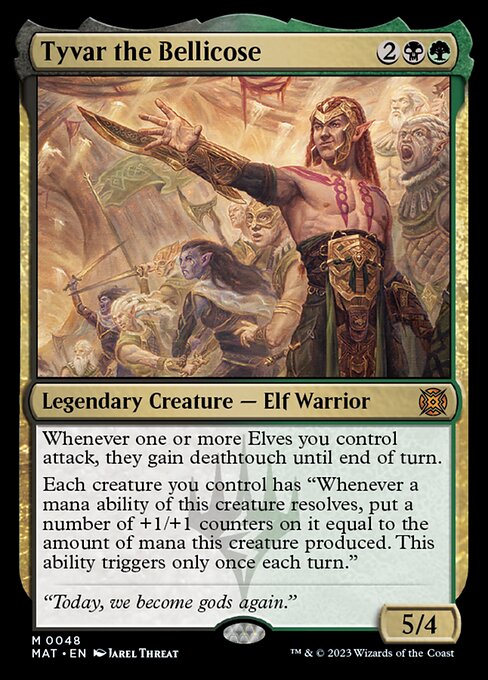 Tyvar the Bellicose 2
Legendary Creature — Elf Warrior
Whenever one or more Elves you control
attack, they gain deathtouch until end of turn.
Each creature you control has “Whenever a
mana ability of this creature resolves, put a
number of +1/+1 counters on it equal to the
amount of mana this creature produced. This
ability triggers only once each turn.”
“Today, we become gods again.”
5/4
M 0048
MAT • EN JAREL THREAT
™ & © 2023 Wizards of the Coast